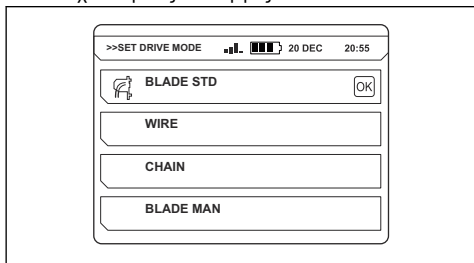 >>SET DRIVE MODE 20 DEC 20:55
BLADE STD OK
WIRE
CHAIN
BLADE MAN